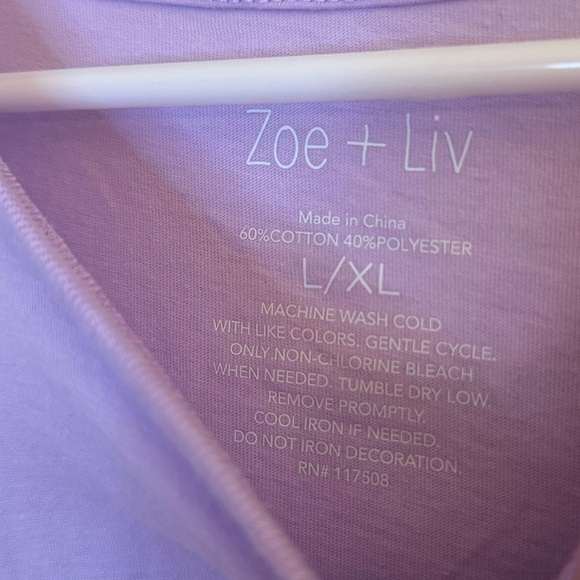 Zoe + Liv
Made in China
60%COTTON 40%POLYESTER
L/XL
MACHINE WASH COLD
WITH LIKE COLORS. GENTLE CYCLE.
ONLY NON-CHLORINE BLEACH
WHEN NEEDED. TUMBLE DRY LOW.
REMOVE PROMPTLY.
COOL IRON IF NEEDED.
DO NOT IRON DECORATION.
RN# 117508